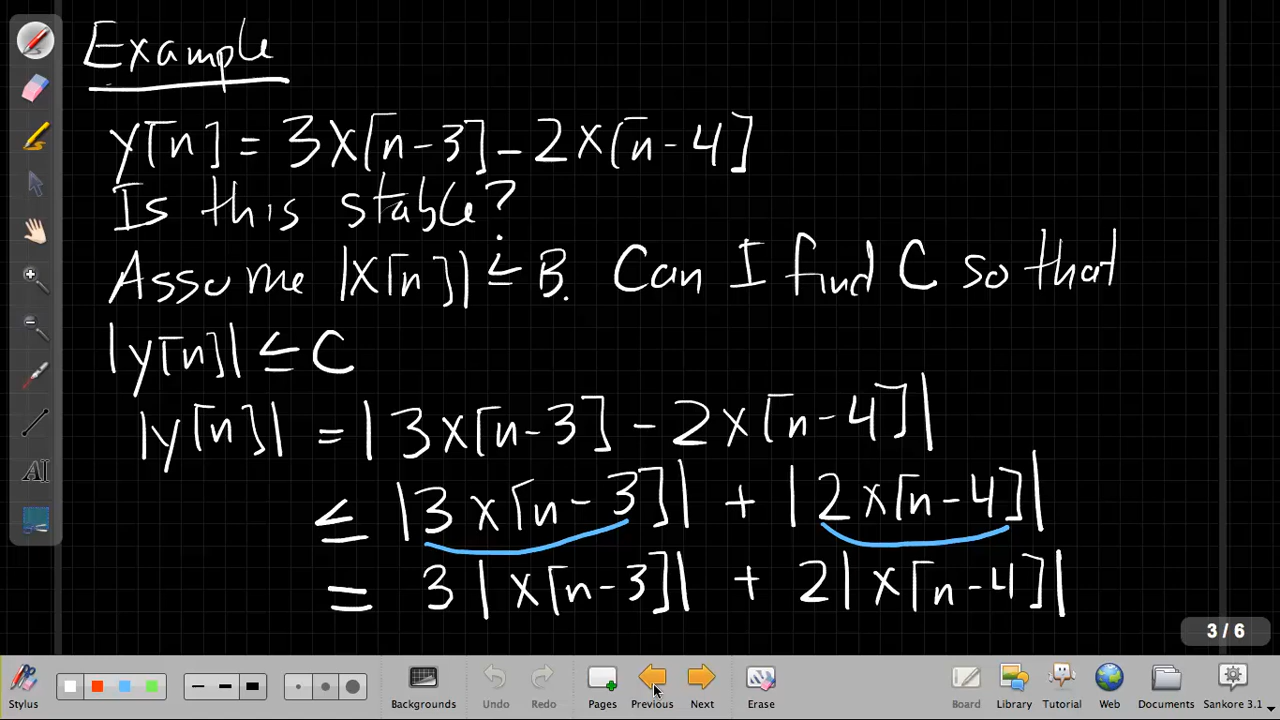 Example
y[n] = 3x[n-3] - 2x[n-4]
Is this stable?
Assume |x[n]| ≤ B. Can I find C so that
|y[n]| ≤ C
|y[n]| = |3x[n-3] - 2x[n-4]|
≤ |3x[n-3]| + |2x[n-4]|
= 3|x[n-3]| + 2|x[n-4]|
3 / 6
Stylus Backgrounds Undo Redo Pages Previous Next Erase Board Library Tutorial Web Documents Sankore 3.1